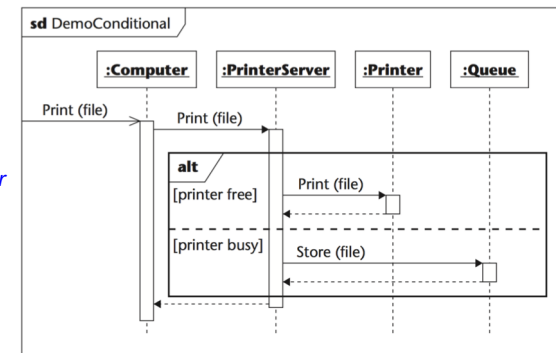 sd DemoConditional
:Computer :PrinterServer :Printer :Queue
Print (file)
Print (file)
alt
r
[printer free] Print (file)
[printer busy] Store (file)